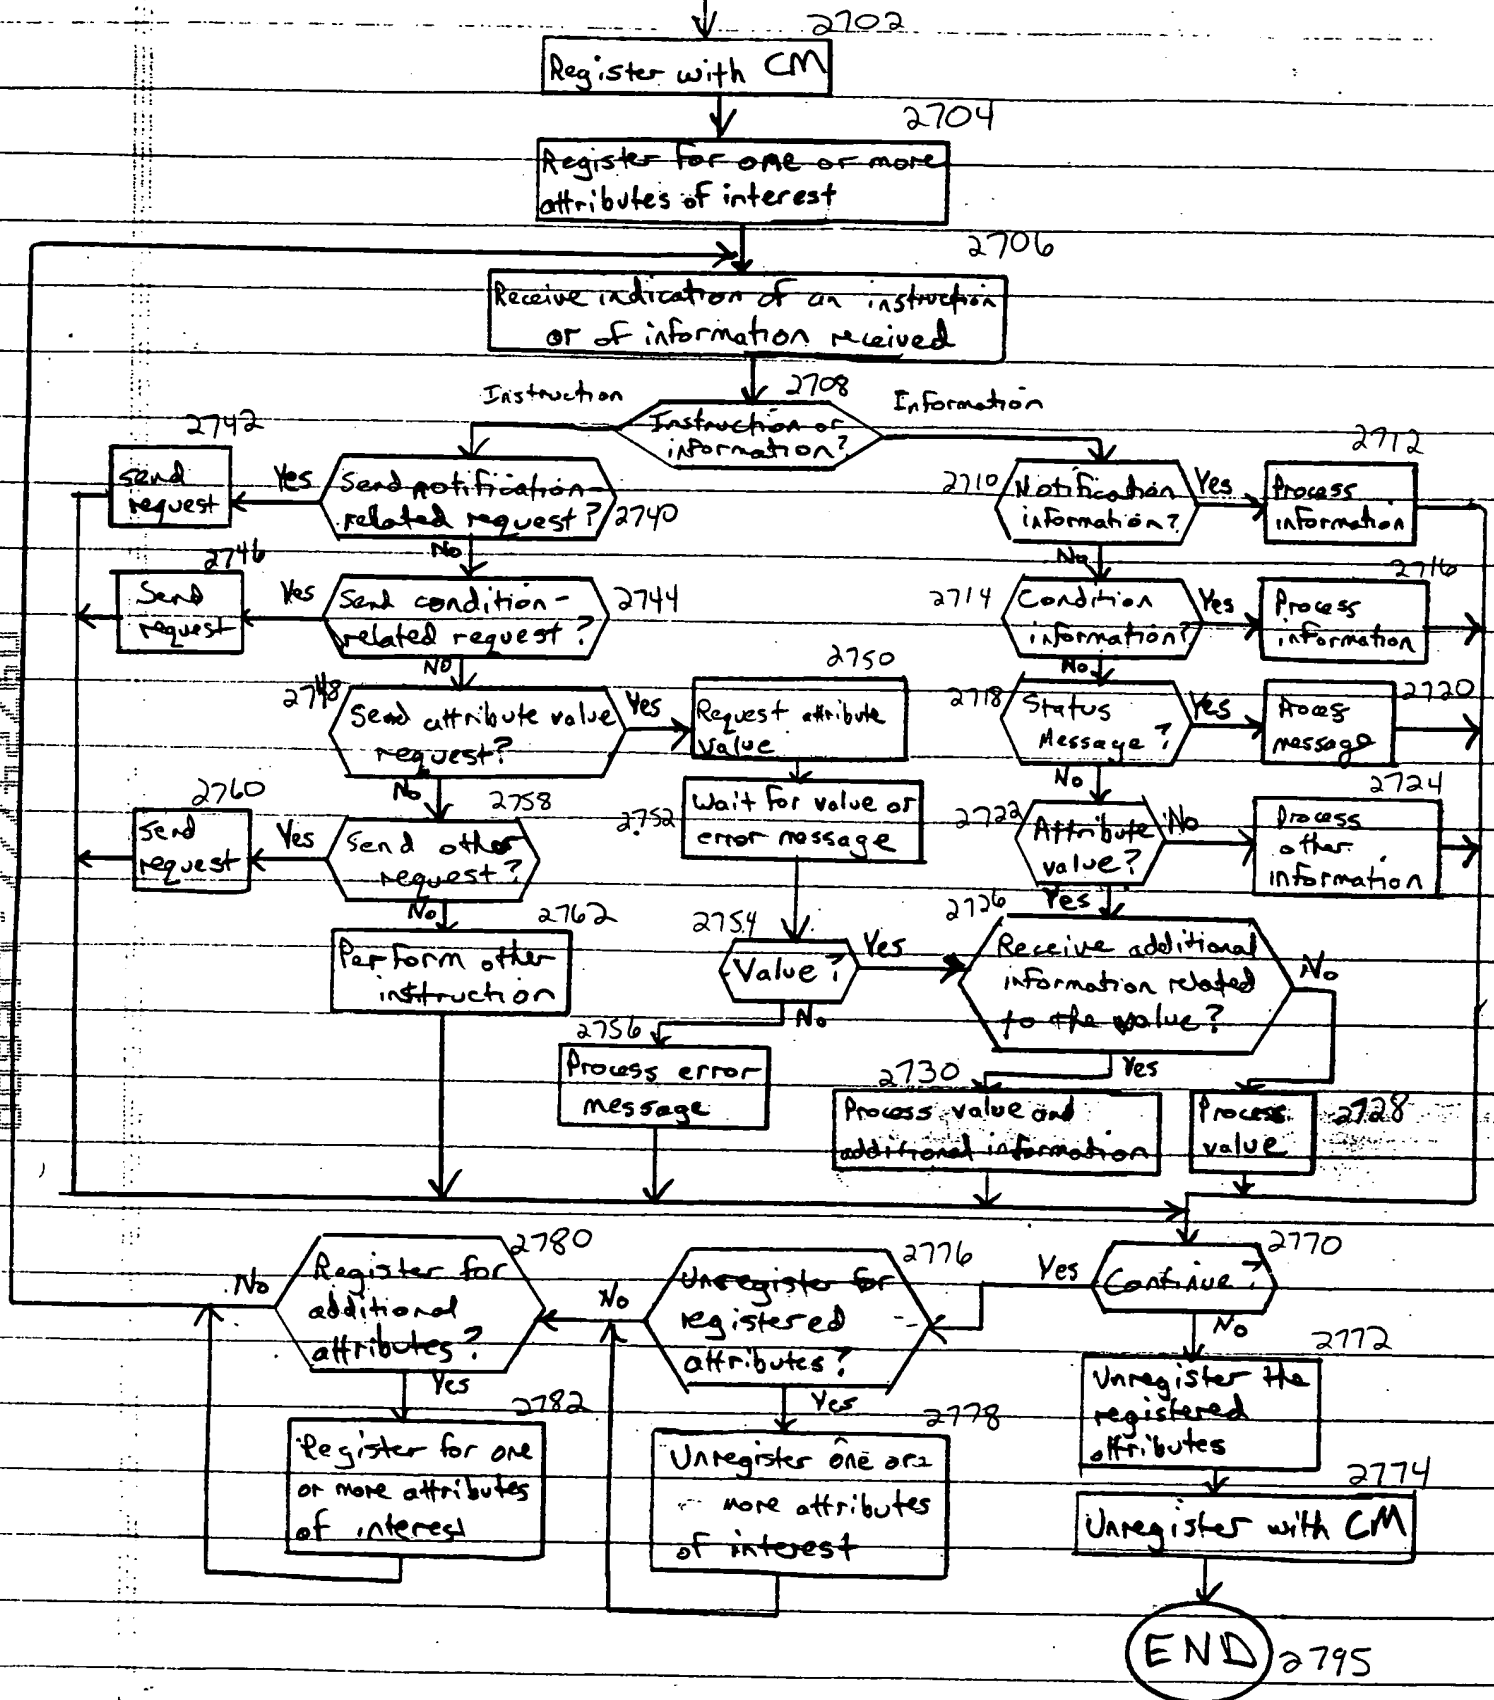 2702
Register with CM
2704
Register for one or more
attributes of interest
2706
Receive indication of an instruction
or of information received
2708
Instruction
Information
Instruction or
information?
2742
send
request
Yes
Send notification-
related request?
2740
No
2710
Notification
information?
Yes
2712
Process
information
No
2746
Send
request
Yes
Send condition-
related request?
2744
No
2714
Condition
information?
Yes
2716
Process
information
No
2748
Send attribute value
request?
Yes
2750
Request attribute
value
No
2718
Status
Message?
Yes
2720
Process
message
No
2760
Send
request
Yes
2758
Send other
request?
No
2752
Wait for value or
error message
2722
Attribute
value?
No
2724
Process
other
information
Yes
2762
Perform other
instruction
2754
Value?
Yes
No
2726
Receive additional
information related
to the value?
No
Yes
2756
Process error
message
2730
Process value and
additional information
2728
Process
value
2780
Register for
additional
attributes?
No
Yes
2776
Unregister for
registered
attributes?
No
Yes
2770
Continue?
Yes
No
2782
Register for one
or more attributes
of interest
2778
Unregister one or
more attributes
of interest
2772
Unregister the
registered
attributes
2774
Unregister with CM
END
2795